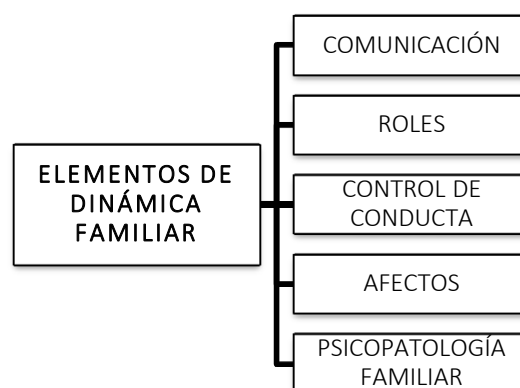 ELEMENTOS DE
DINÁMICA
FAMILIAR
COMUNICACIÓN
ROLES
CONTROL DE
CONDUCTA
AFECTOS
PSICOPATOLOGÍA
FAMILIAR